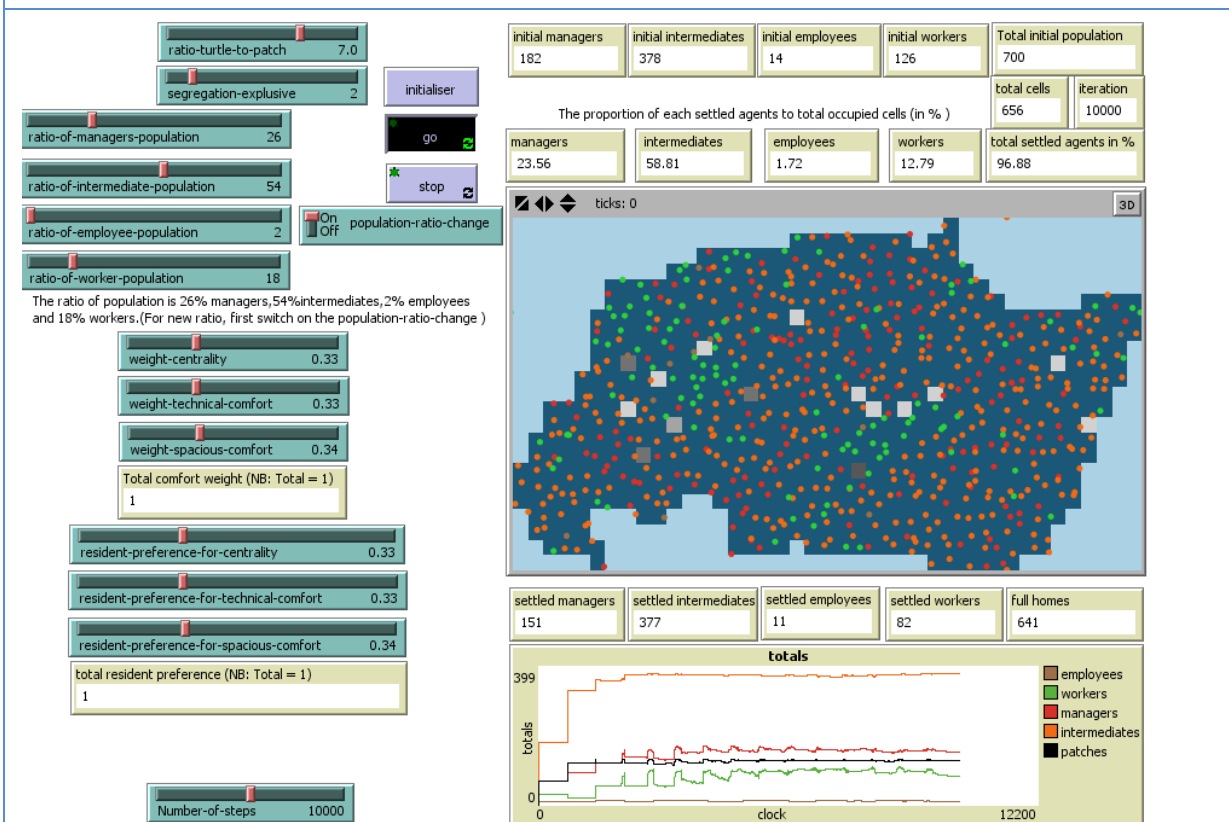 ratio-turtle-to-patch 7.0
segregation-explusive 2
ratio-of-managers-population 26
ratio-of-intermediate-population 54
ratio-of-employee-population 2
ratio-of-worker-population 18
initialiser
go
stop
On
Off
population-ratio-change
The ratio of population is 26% managers,54%intermediates,2% employees
and 18% workers.(For new ratio, first switch on the population-ratio-change )
weight-centrality 0.33
weight-technical-comfort 0.33
weight-spacious-comfort 0.34
Total comfort weight (NB: Total = 1)
1
resident-preference-for-centrality 0.33
resident-preference-for-technical-comfort 0.33
resident-preference-for-spacious-comfort 0.34
total resident preference (NB: Total = 1)
1
Number-of-steps 10000
initial managers
182
initial intermediates
378
initial employees
14
initial workers
126
Total initial population
700
total cells
656
iteration
10000
The proportion of each settled agents to total occupied cells (in % )
managers
23.56
intermediates
58.81
employees
1.72
workers
12.79
total settled agents in %
96.88
ticks: 0
3D
settled managers
151
settled intermediates
377
settled employees
11
settled workers
82
full homes
641
totals
399
totals
0
0
clock
12200
employees
workers
managers
intermediates
patches